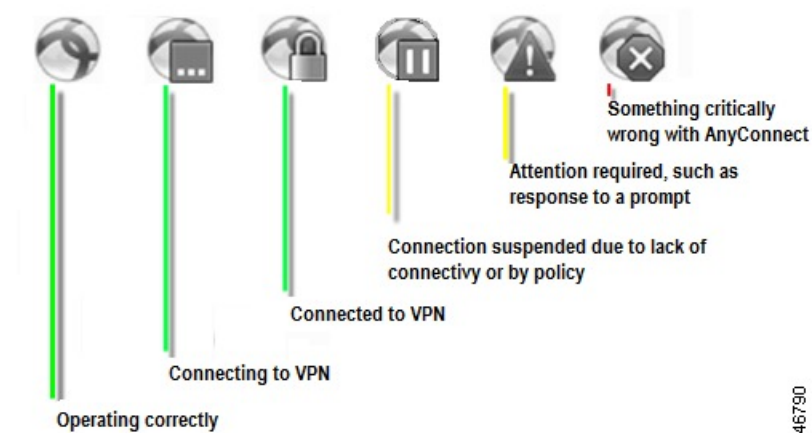 Something critically
wrong with AnyConnect
Attention required, such as
response to a prompt
Connection suspended due to lack of
connectivy or by policy
Connected to VPN
Connecting to VPN
Operating correctly
46790